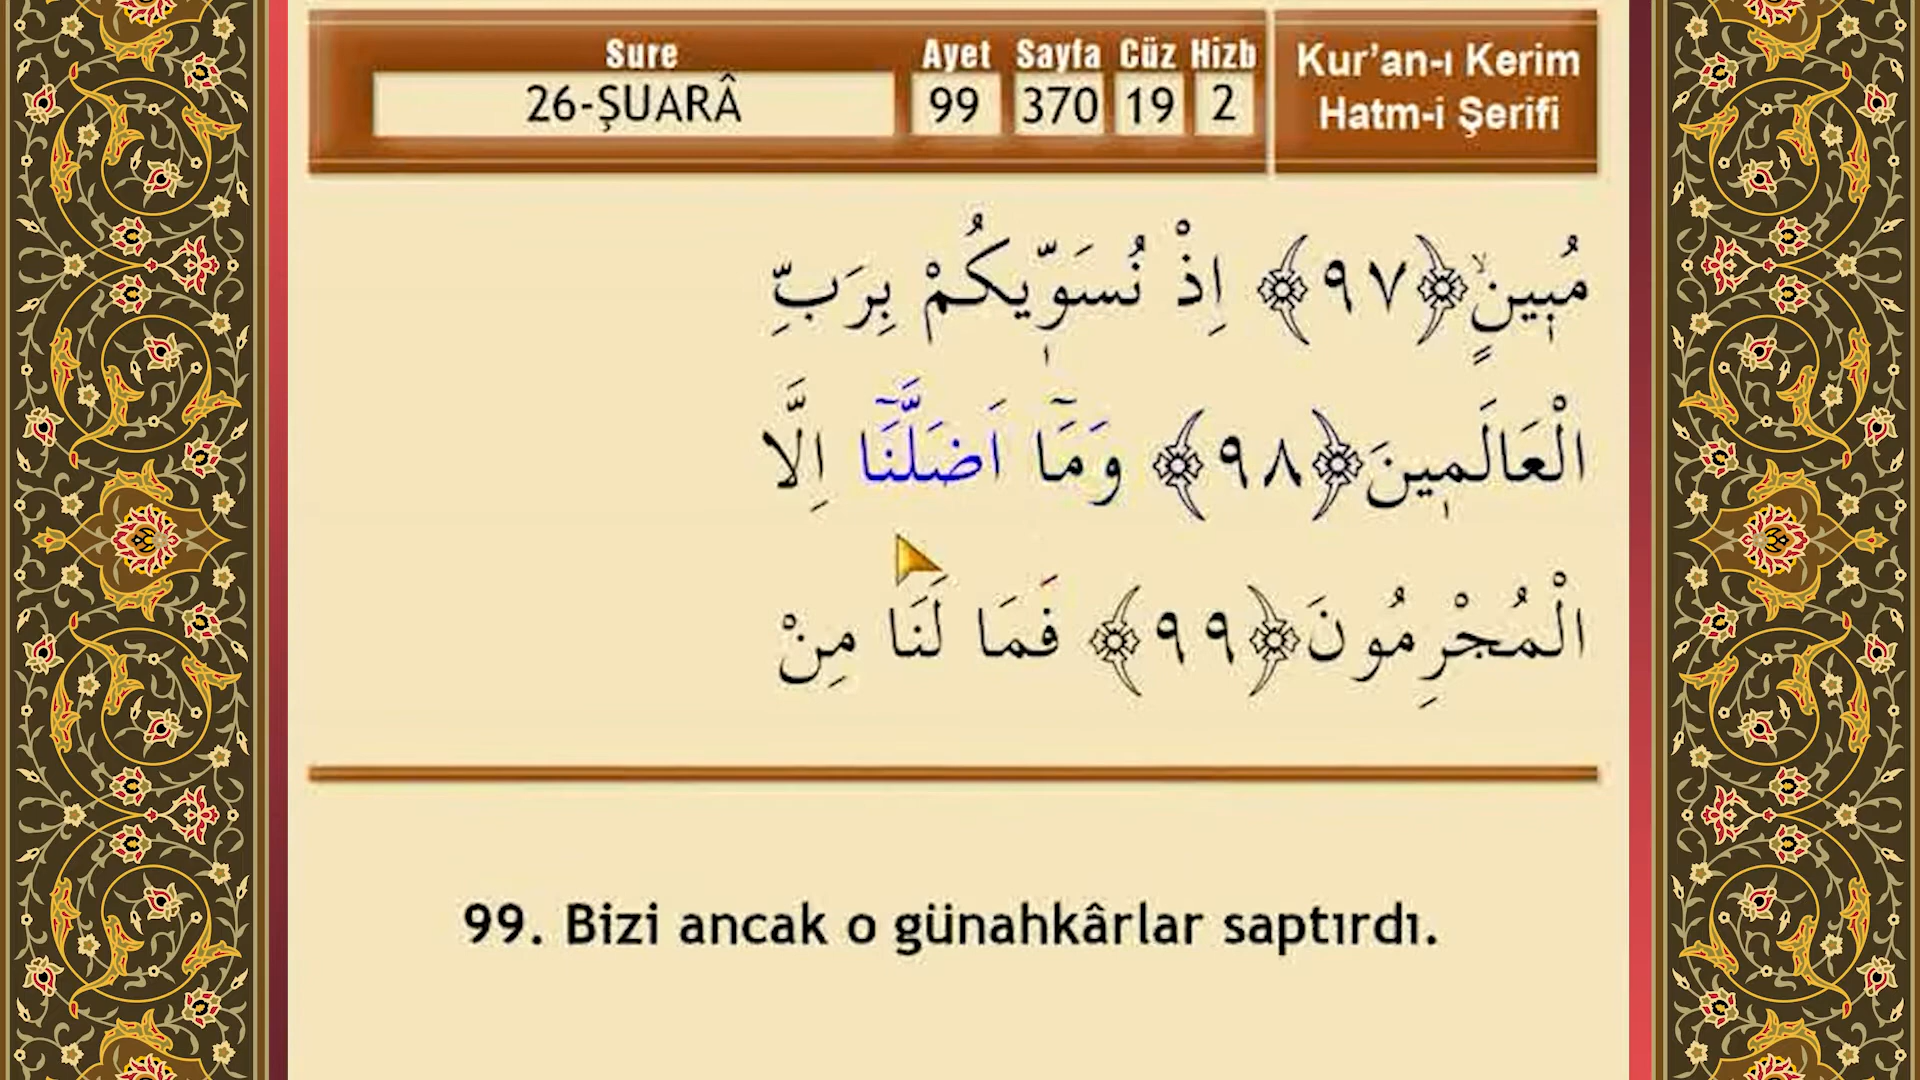 Sure Ayet Sayfa Cüz Hizb
26-ŞUARÂ 99 370 19 2
Kur'an-ı Kerim
Hatm-i Şerifi
مُب۪ينٍۙ﴿٩٧﴾ اِذْ نُسَوّ۪يكُمْ بِرَبِّ
الْعَالَم۪ينَ﴿٩٨﴾ وَمَٓا اَضَلَّنَٓا اِلَّا
الْمُجْرِمُونَ﴿٩٩﴾ فَمَا لَنَا مِنْ
99. Bizi ancak o günahkârlar saptırdı.